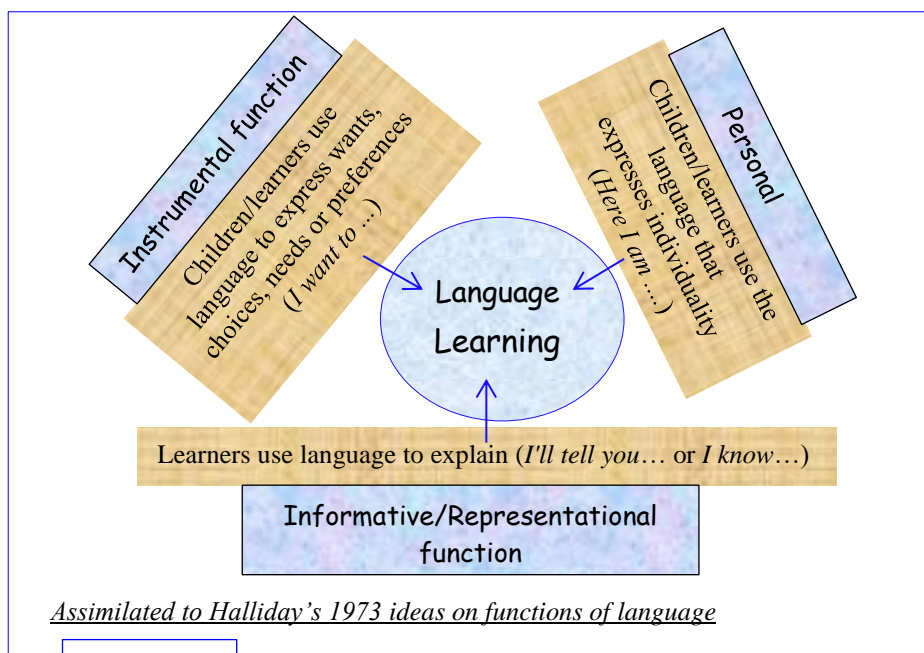 Instrumental function
Children/learners use
language to express wants,
choices, needs or preferences
(I want to ...)
Personal
Children/learners use the
language that
expresses individuality
(Here I am .....)
Language
Learning
Learners use language to explain (I'll tell you… or I know…)
Informative/Representational
function
Assimilated to Halliday's 1973 ideas on functions of language